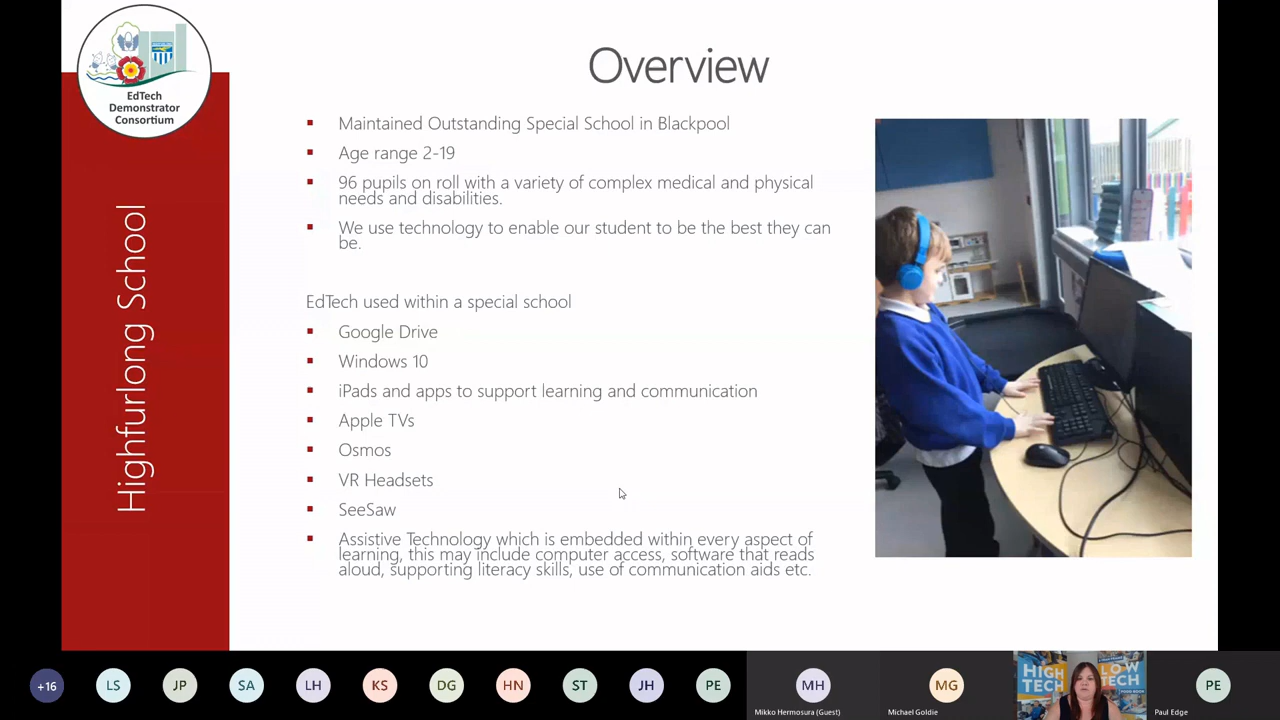 EdTech
Demonstrator
Consortium
Highfurlong School
Overview
Maintained Outstanding Special School in Blackpool
Age range 2-19
96 pupils on roll with a variety of complex medical and physical
needs and disabilities.
We use technology to enable our student to be the best they can
be.
EdTech used within a special school
Google Drive
Windows 10
iPads and apps to support learning and communication
Apple TVs
Osmos
VR Headsets
SeeSaw
Assistive Technology which is embedded within every aspect of
learning, this may include computer access, software that reads
aloud, supporting literacy skills, use of communication aids etc.
+16 LS JP SA LH KS DG HN ST JH PE MH MG PE
HIGH
TECH
LOW
TECH
Mikko Hermosura (Guest) Michael Goldie Paul Edge